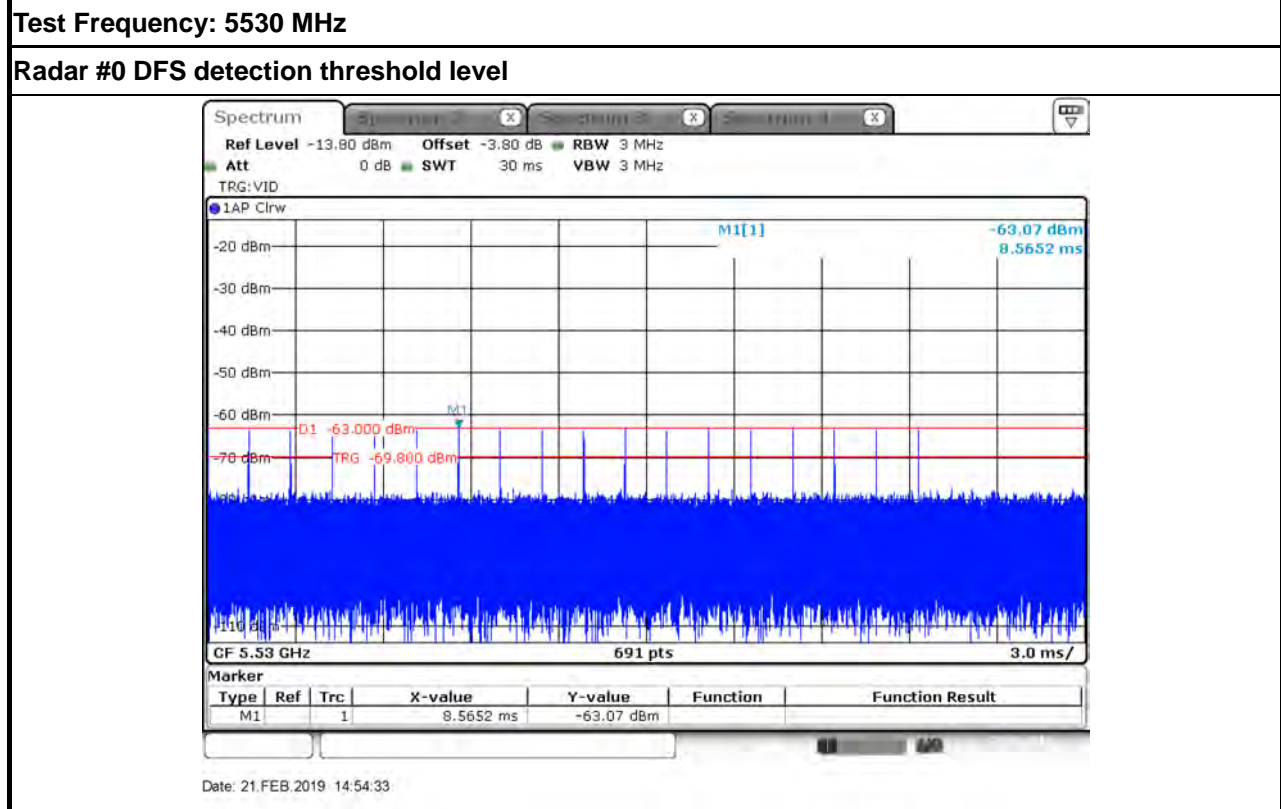 Test Frequency: 5530 MHz
Radar #0 DFS detection threshold level
Spectrum
Ref Level -13.80 dBm Offset -3.80 dB RBW 3 MHz
Att 0 dB SWT 30 ms VBW 3 MHz
TRG: VID
1AP Clrw
M1[1] -63.07 dBm
8.5652 ms
-20 dBm
-30 dBm
-40 dBm
-50 dBm
-60 dBm
M1
D1 -63.000 dBm
-70 dBm
TRG -69.800 dBm
CF 5.53 GHz 691 pts 3.0 ms/
Marker
Type Ref Trc X-value Y-value Function Function Result
M1 1 8.5652 ms -63.07 dBm
Date: 21.FEB.2019 14:54:33